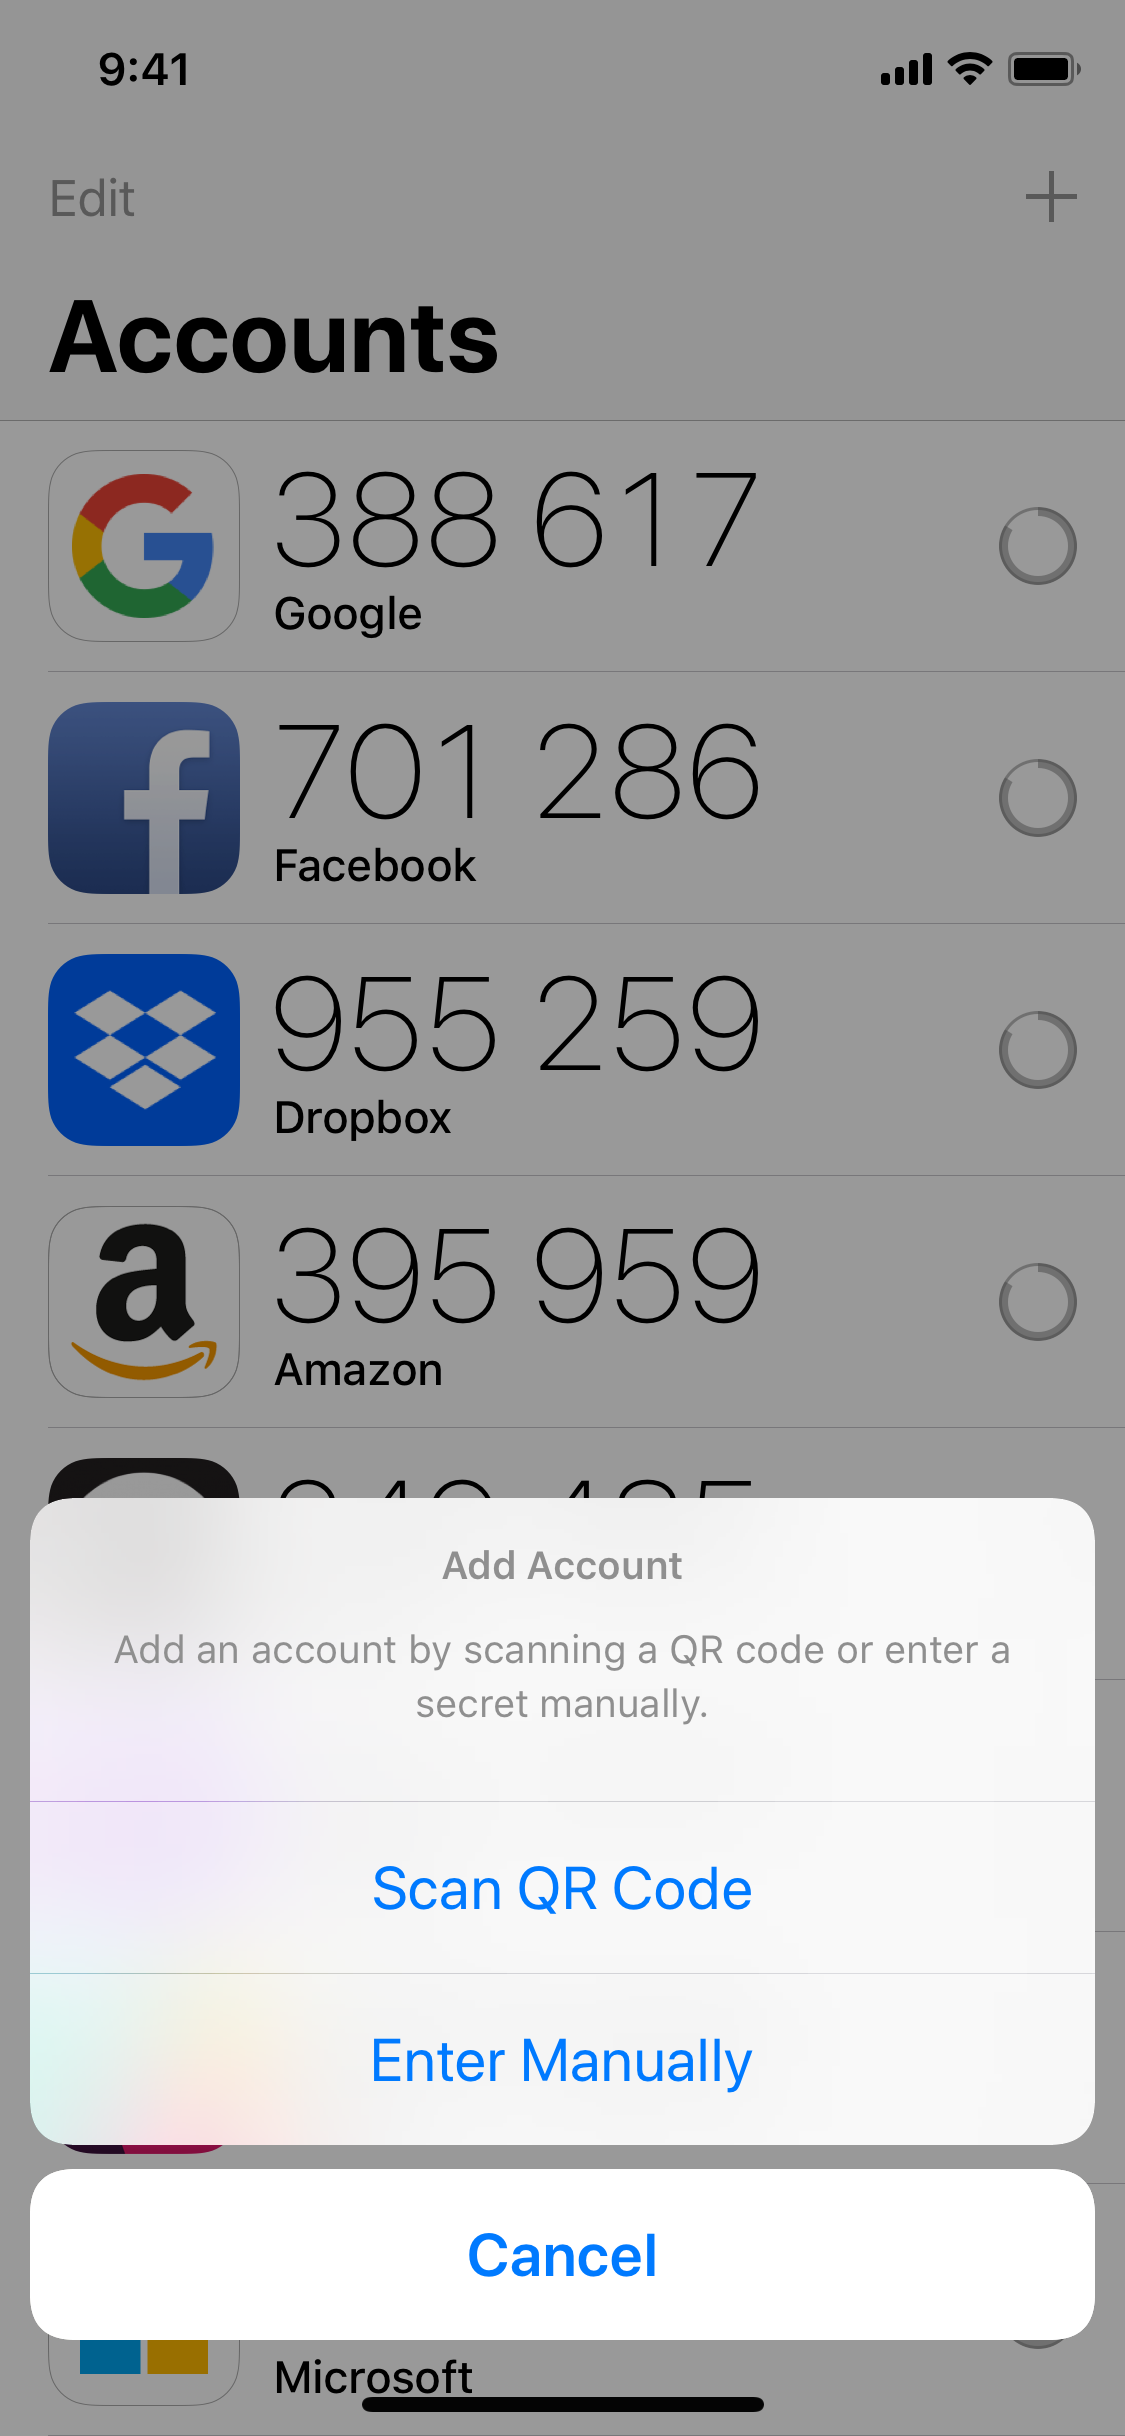 9:41
Edit
Accounts
388 617
Google
701 286
Facebook
955 259
Dropbox
395 959
Amazon
Add Account
Add an account by scanning a QR code or enter a
secret manually.
Scan QR Code
Enter Manually
Cancel
Microsoft